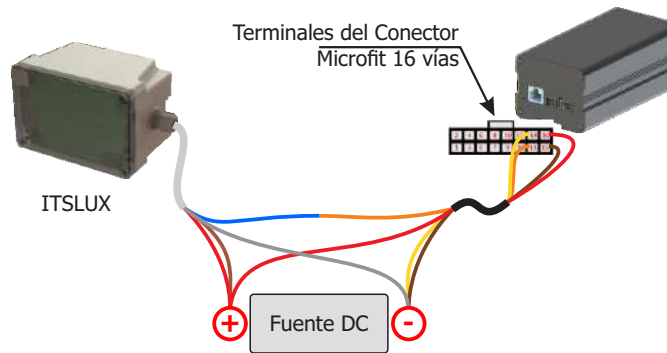 Terminales del Conector
Microfit 16 vías
ITSLUX
+
Fuente DC
-